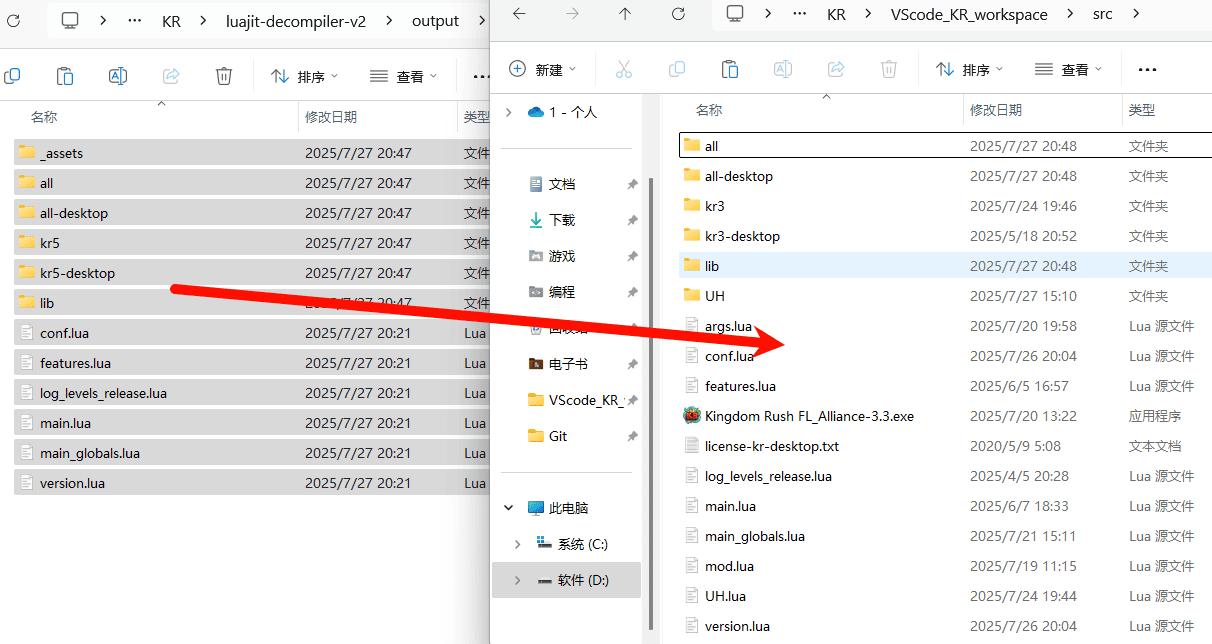 KR luajit-decompiler-v2 output
排序 查看
名称 修改日期 类型
_assets 2025/7/27 20:47 文件
all 2025/7/27 20:47 文件
all-desktop 2025/7/27 20:47 文件
kr5 2025/7/27 20:47 文件
kr5-desktop 2025/7/27 20:47 文件
lib 2025/7/27 20:47 文件
conf.lua 2025/7/27 20:21 Lua
features.lua 2025/7/27 20:21 Lua
log_levels_release.lua 2025/7/27 20:21 Lua
main.lua 2025/7/27 20:21 Lua
main_globals.lua 2025/7/27 20:21 Lua
version.lua 2025/7/27 20:21 Lua
KR VScode_KR_workspace src
新建 排序 查看
1 - 个人
文档
下载
游戏
编程
回收站
电子书
VScode_KR_
Git
此电脑
系统 (C:)
软件 (D:)
名称 修改日期 类型
all 2025/7/27 20:48 文件夹
all-desktop 2025/7/27 20:48 文件夹
kr3 2025/7/24 19:46 文件夹
kr3-desktop 2025/5/18 20:52 文件夹
lib 2025/7/27 20:48 文件夹
UH 2025/7/27 15:10 文件夹
args.lua 2025/7/20 19:58 Lua 源文件
conf.lua 2025/7/26 20:04 Lua 源文件
features.lua 2025/6/5 16:57 Lua 源文件
Kingdom Rush FL_Alliance-3.3.exe 2025/7/20 13:22 应用程序
license-kr-desktop.txt 2020/5/9 5:08 文本文档
log_levels_release.lua 2025/4/5 20:28 Lua 源文件
main.lua 2025/6/7 18:33 Lua 源文件
main_globals.lua 2025/7/21 15:11 Lua 源文件
mod.lua 2025/7/19 11:15 Lua 源文件
UH.lua 2025/7/24 19:44 Lua 源文件
version.lua 2025/7/26 20:04 Lua 源文件